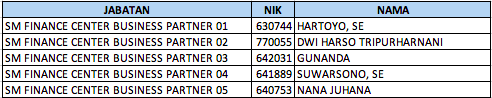 JABATAN NIK NAMA
SM FINANCE CENTER BUSINESS PARTNER 01 630744 HARTOYO, SE
SM FINANCE CENTER BUSINESS PARTNER 02 770055 DWI HARSO TRIPURHARNANI
SM FINANCE CENTER BUSINESS PARTNER 03 642031 GUNANDA
SM FINANCE CENTER BUSINESS PARTNER 04 641889 SUWARSONO, SE
SM FINANCE CENTER BUSINESS PARTNER 05 640753 NANA JUHANA